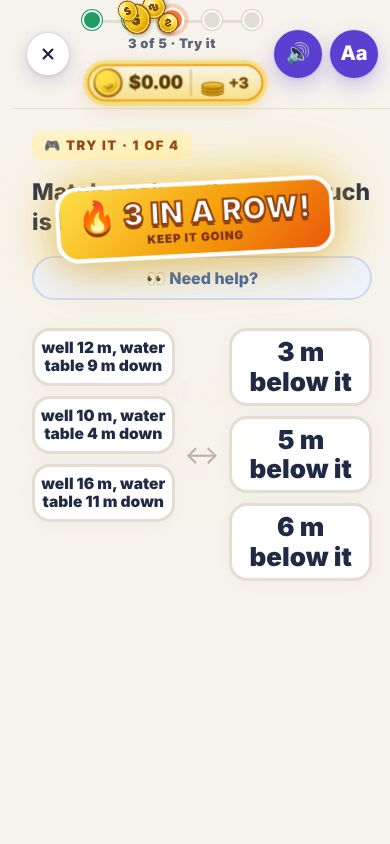 3 of 5 · Try it
Aa
$0.00
+3
🎮 TRY IT · 1 OF 4
🔥 3 IN A ROW!
KEEP IT GOING
is
👀 Need help?
well 12 m, water
table 9 m down
well 10 m, water
table 4 m down
well 16 m, water
table 11 m down
3 m
below it
5 m
below it
6 m
below it